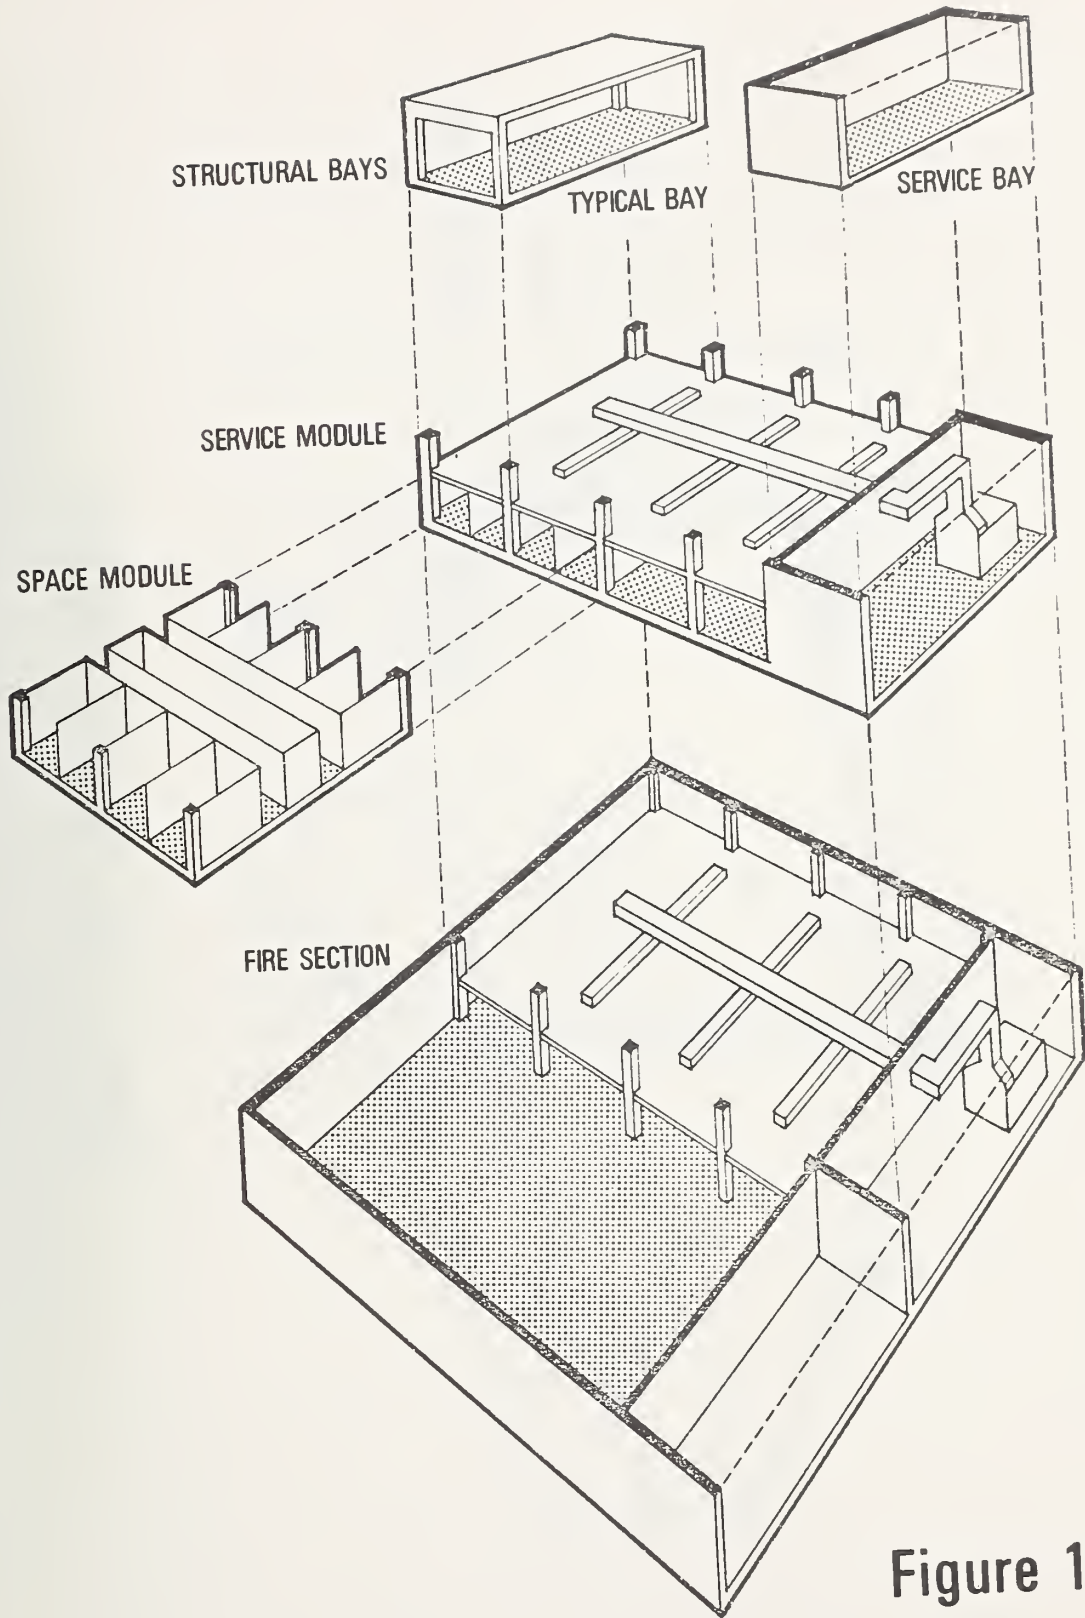 STRUCTURAL BAYS
TYPICAL BAY
SERVICE BAY
SERVICE MODULE
SPACE MODULE
FIRE SECTION
Figure 1